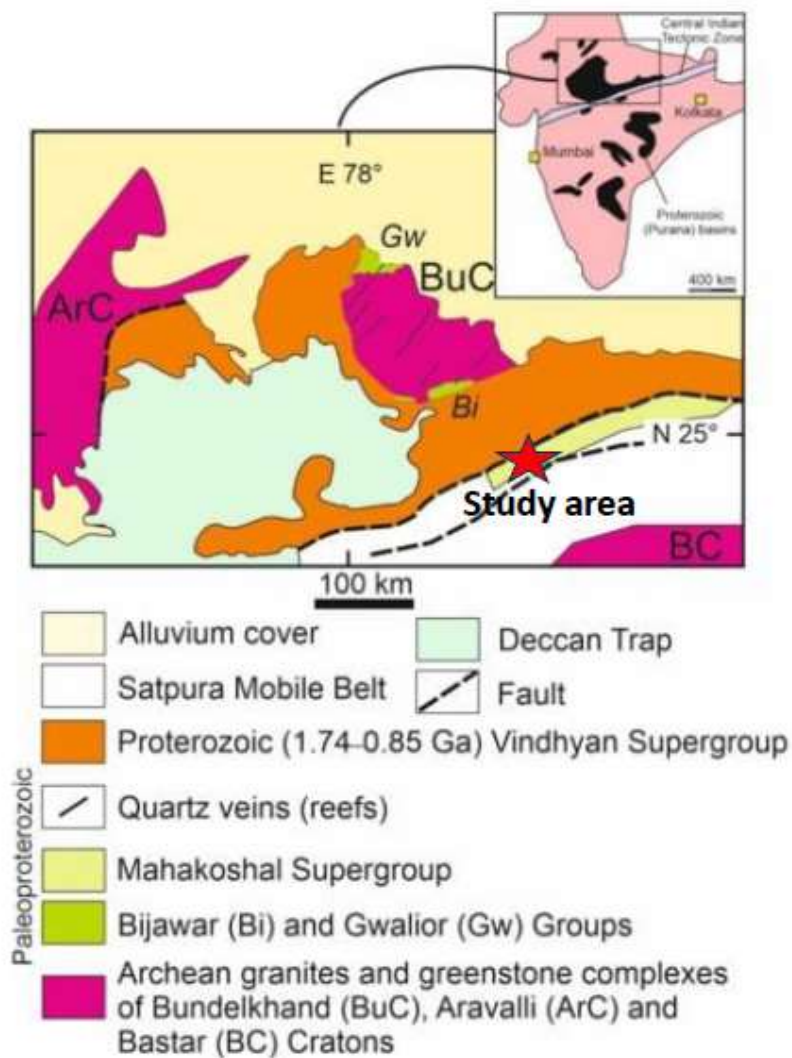 Central Indian
Tectonic Zone
Kolkata
Mumbai
Proterozoic
(Purana) basins
400 km
E 78°
Gw
BuC
ArC
Bi
N 25°
Study area
BC
100 km
Alluvium cover
Deccan Trap
Satpura Mobile Belt
Fault
Proterozoic (1.74-0.85 Ga) Vindhyan Supergroup
Quartz veins (reefs)
Mahakoshal Supergroup
Bijawar (Bi) and Gwalior (Gw) Groups
Archean granites and greenstone complexes
of Bundelkhand (BuC), Aravalli (ArC) and
Bastar (BC) Cratons
Paleoproterozoic